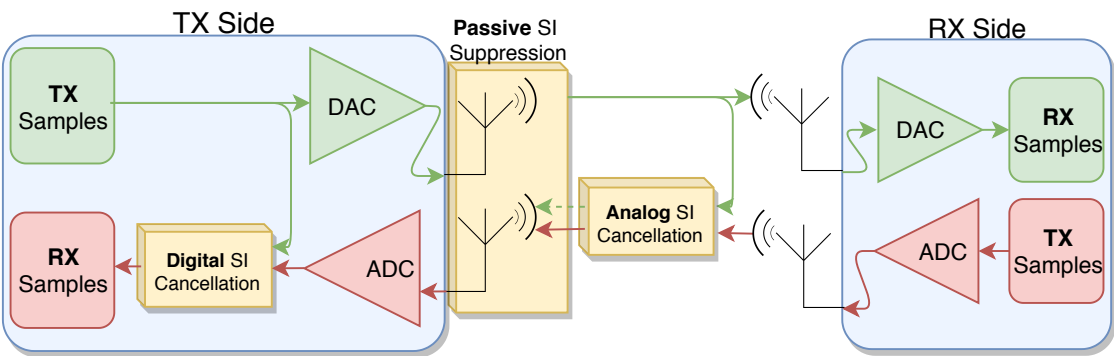 TX Side
Passive SI
Suppression
RX Side
TX
Samples
DAC
DAC
RX
Samples
RX
Samples
Digital SI
Cancellation
ADC
Analog SI
Cancellation
ADC
TX
Samples